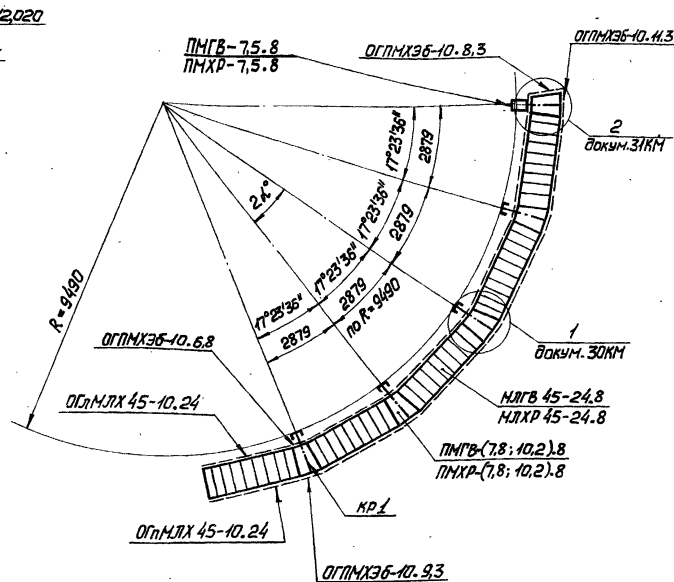 2,020
ПМГВ-7,5.8
ПМХР-7,5.8
ОГПМХЭБ-10.8,3
ОГПМХЭБ-10.11.3
2
докум.31КМ
17°23'36"
2879
17°23'36"
2879
17°23'36"
2879
17°23'36"
2879
по R=9490
2α°
R=9490
ОГПМХЭБ-10.6,8
ОГпМЛХ 45-10.24
1
докум.30КМ
МЛГВ 45-24.8
МЛХР 45-24.8
ПМГВ-(7,8; 10,2).8
ПМХР-(7,8; 10,2).8
кр1
ОГпМЛХ 45-10.24
ОГПМХЭБ-10.9,3